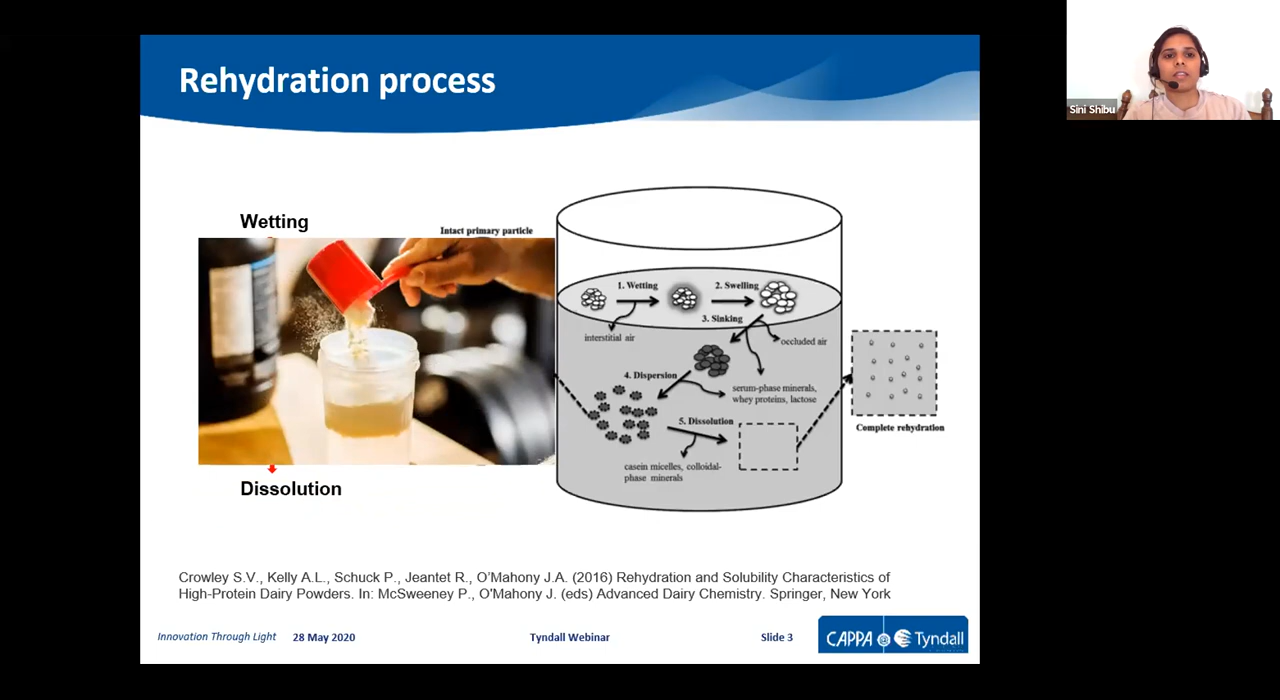 Rehydration process
Sini Shibu
Wetting
Intact primary particle
1. Wetting
2. Swelling
3. Sinking
interstitial air
occluded air
4. Dispersion
serum-phase minerals,
whey proteins, lactose
5. Dissolution
casein micelles, colloidal-
phase minerals
Complete rehydration
Dissolution
Crowley S.V., Kelly A.L., Schuck P., Jeantet R., O’Mahony J.A. (2016) Rehydration and Solubility Characteristics of
High-Protein Dairy Powders. In: McSweeney P., O'Mahony J. (eds) Advanced Dairy Chemistry. Springer, New York
Innovation Through Light
28 May 2020
Tyndall Webinar
Slide 3
CAPPA @ Tyndall